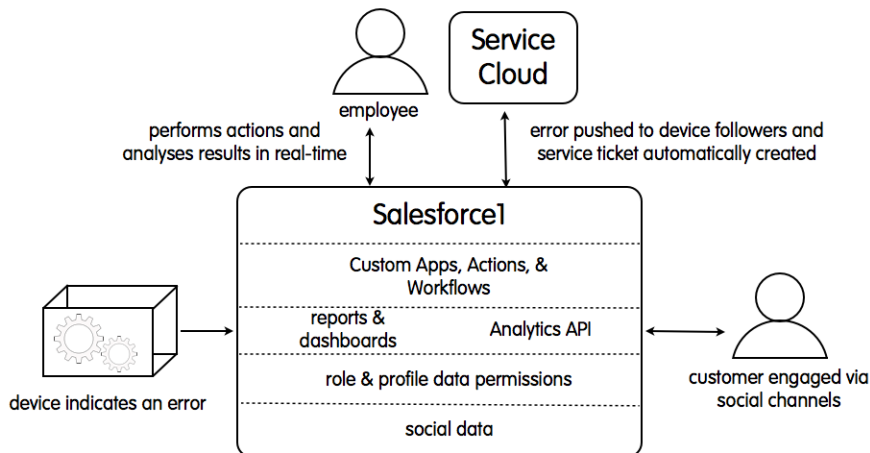 Service
Cloud
employee
performs actions and
analyses results in real-time
error pushed to device followers and
service ticket automatically created
Salesforce1
Custom Apps, Actions, &
Workflows
reports &
dashboards
Analytics API
role & profile data permissions
social data
device indicates an error
customer engaged via
social channels